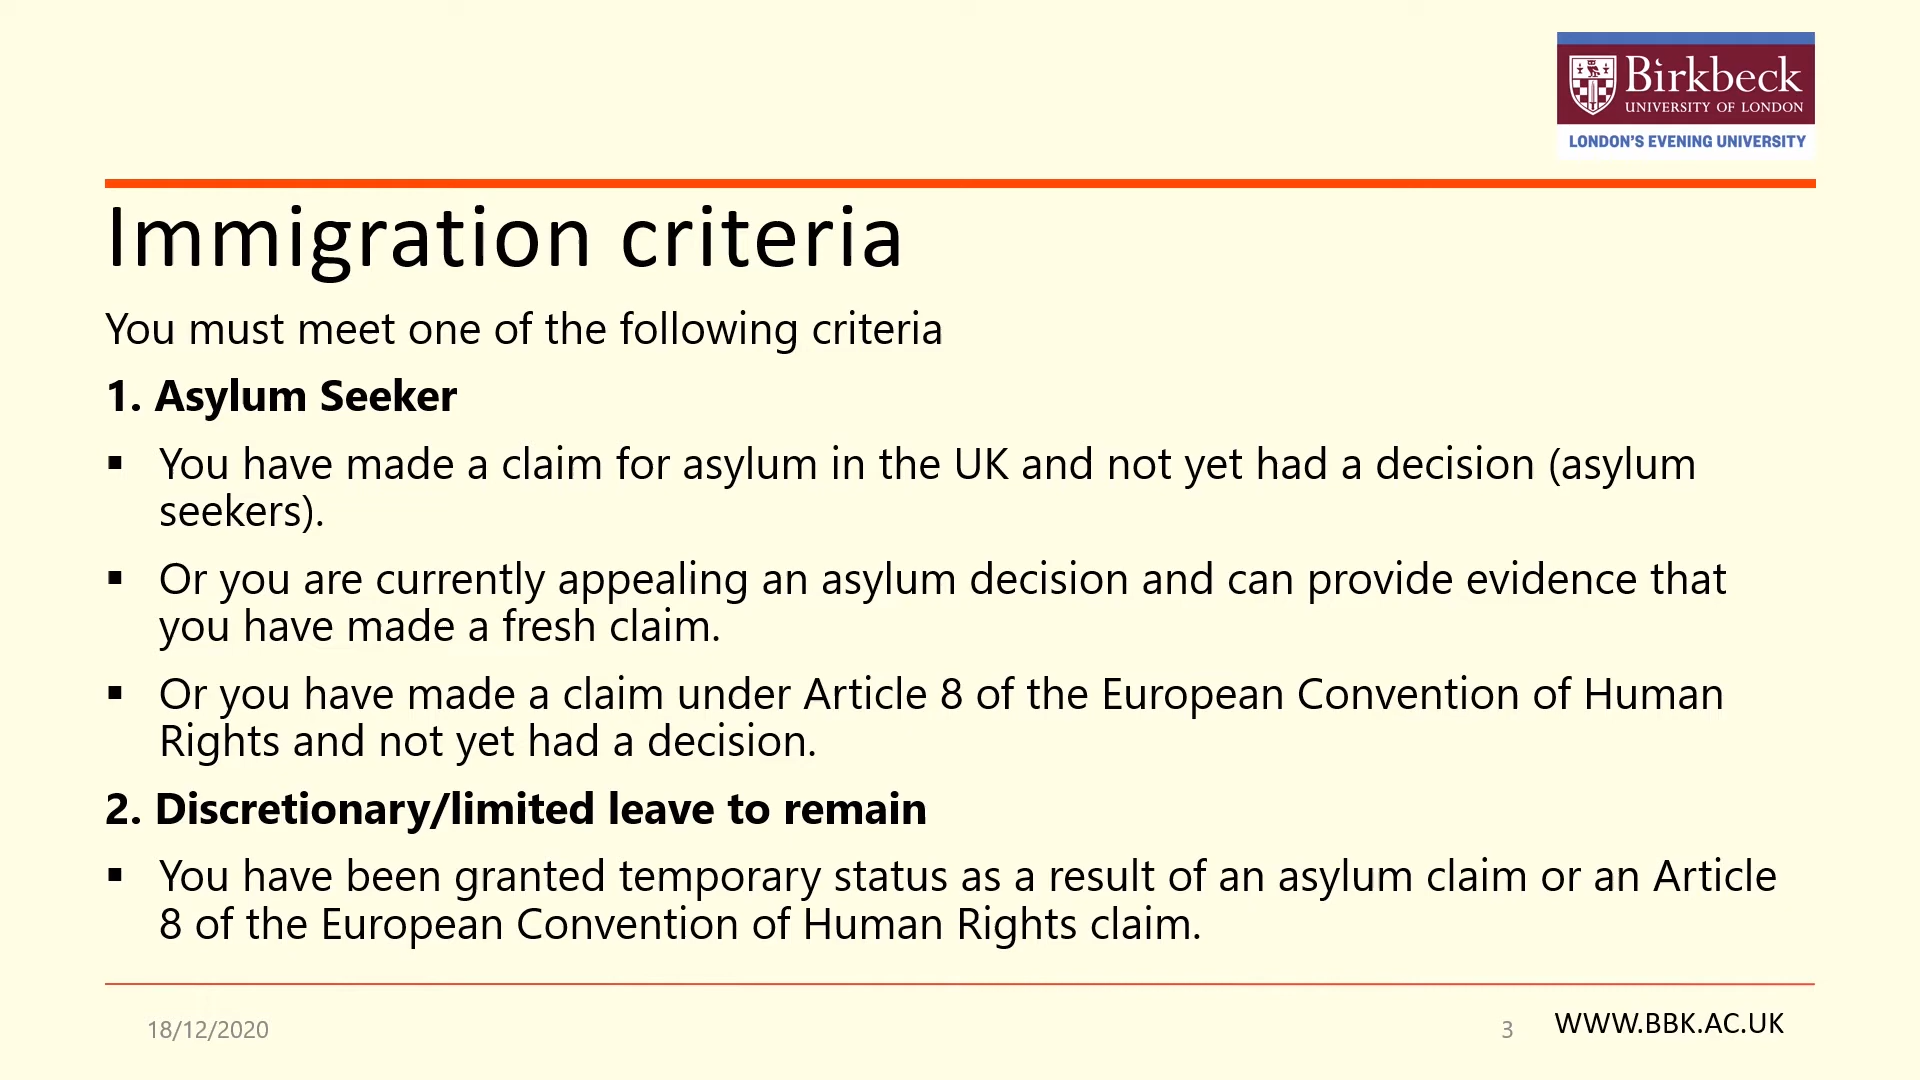 Birkbeck
UNIVERSITY OF LONDON
LONDON'S EVENING UNIVERSITY
Immigration criteria
You must meet one of the following criteria
1. Asylum Seeker
▪ You have made a claim for asylum in the UK and not yet had a decision (asylum
seekers).
▪ Or you are currently appealing an asylum decision and can provide evidence that
you have made a fresh claim.
▪ Or you have made a claim under Article 8 of the European Convention of Human
Rights and not yet had a decision.
2. Discretionary/limited leave to remain
▪ You have been granted temporary status as a result of an asylum claim or an Article
8 of the European Convention of Human Rights claim.
18/12/2020
3
WWW.BBK.AC.UK